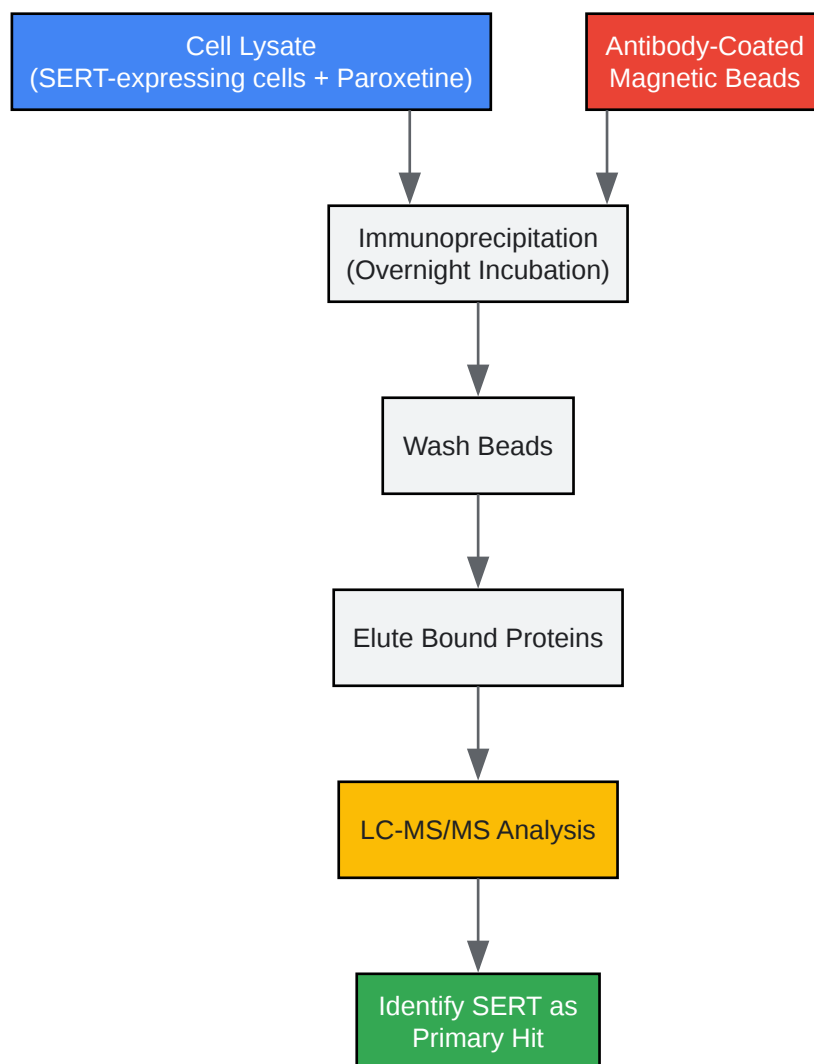 Cell Lysate
(SERT-expressing cells + Paroxetine)
Antibody-Coated
Magnetic Beads
Immunoprecipitation
(Overnight Incubation)
Wash Beads
Elute Bound Proteins
LC-MS/MS Analysis
Identify SERT as
Primary Hit